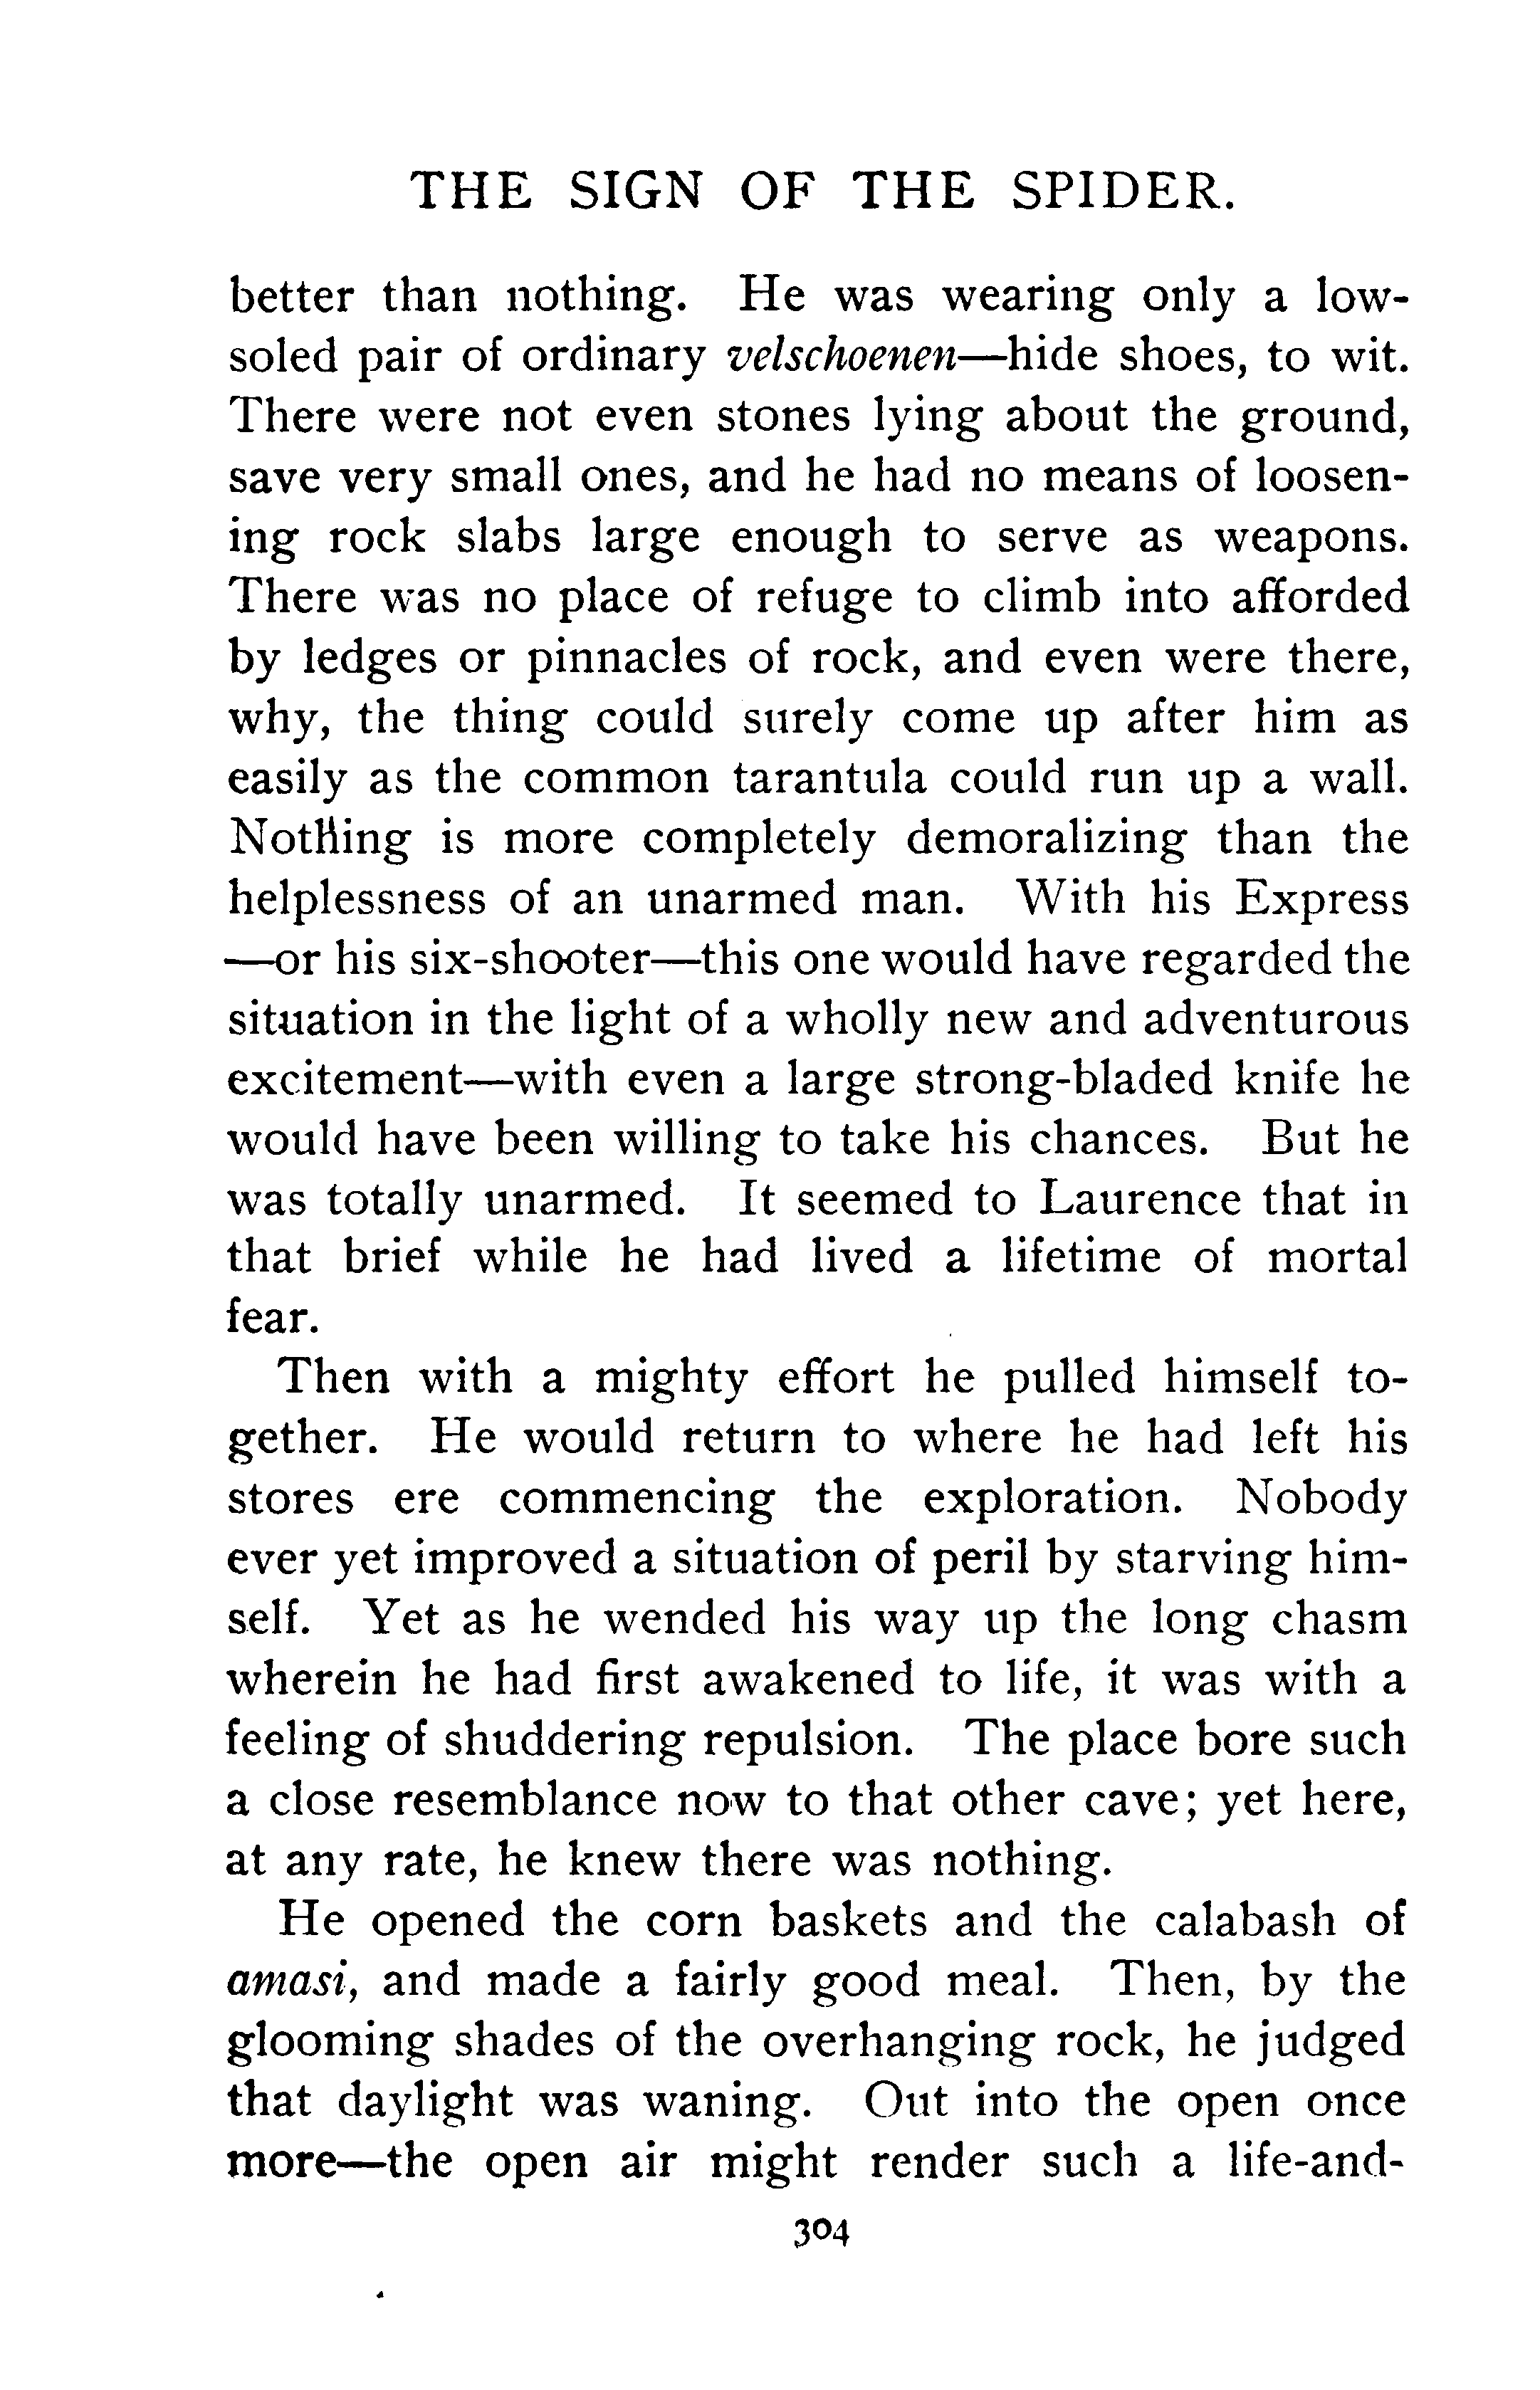 THE SIGN OF THE SPIDER.
better than nothing. He was wearing only a low-
soled pair of ordinary velschoenen—hide shoes, to wit.
There were not even stones lying about the ground,
save very small ones, and he had no means of loosen-
ing rock slabs large enough to serve as weapons.
There was no place of refuge to climb into afforded
by ledges or pinnacles of rock, and even were there,
why, the thing could surely come up after him as
easily as the common tarantula could run up a wall.
Nothing is more completely demoralizing than the
helplessness of an unarmed man. With his Express
—or his six-shooter—this one would have regarded the
situation in the light of a wholly new and adventurous
excitement—with even a large strong-bladed knife he
would have been willing to take his chances. But he
was totally unarmed. It seemed to Laurence that in
that brief while he had lived a lifetime of mortal
fear.
Then with a mighty effort he pulled himself to-
gether. He would return to where he had left his
stores ere commencing the exploration. Nobody
ever yet improved a situation of peril by starving him-
self. Yet as he wended his way up the long chasm
wherein he had first awakened to life, it was with a
feeling of shuddering repulsion. The place bore such
a close resemblance now to that other cave; yet here,
at any rate, he knew there was nothing.
He opened the corn baskets and the calabash of
amasi, and made a fairly good meal. Then, by the
glooming shades of the overhanging rock, he judged
that daylight was waning. Out into the open once
more—the open air might render such a life-and-
304